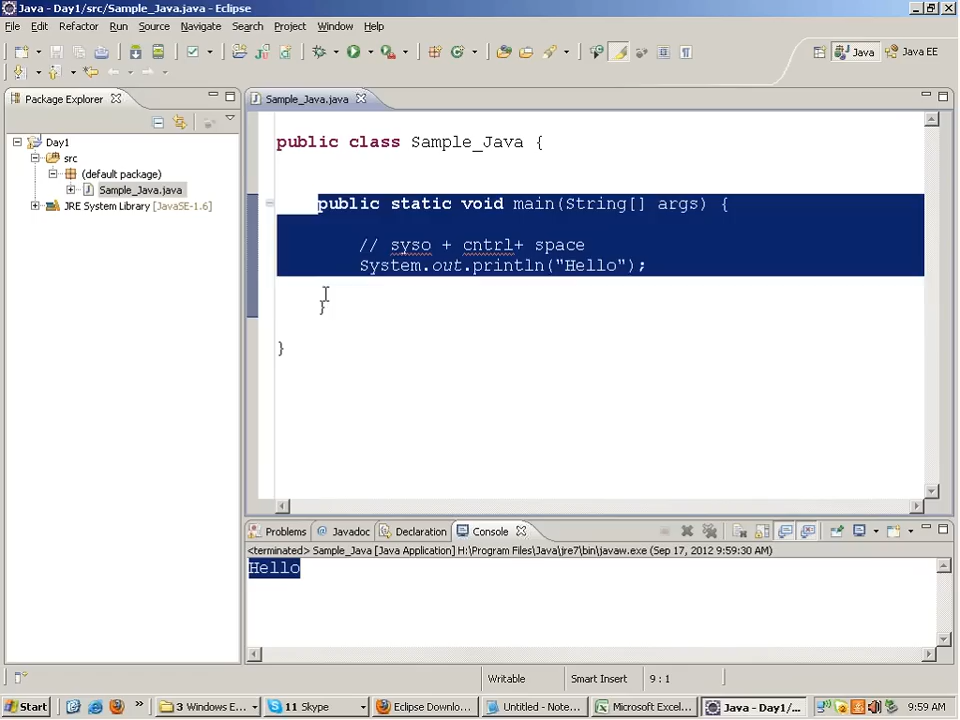 Java - Day1/src/Sample_Java.java - Eclipse
File Edit Refactor Run Source Navigate Search Project Window Help
Java Java EE
Package Explorer
Sample_Java.java
Day1
src
(default package)
Sample_Java.java
JRE System Library [JavaSE-1.6]
public class Sample_Java {
public static void main(String[] args) {
// syso + cntrl+ space
System.out.println("Hello");
}
}
Problems Javadoc Declaration Console
<terminated> Sample_Java [Java Application] H:\Program Files\Java\jre7\bin\javaw.exe (Sep 17, 2012 9:59:30 AM)
Hello
Writable Smart Insert 9 : 1
Start 3 Windows E... 11 Skype Eclipse Downlo... Untitled - Note... Microsoft Excel... Java - Day1/... 9:59 AM